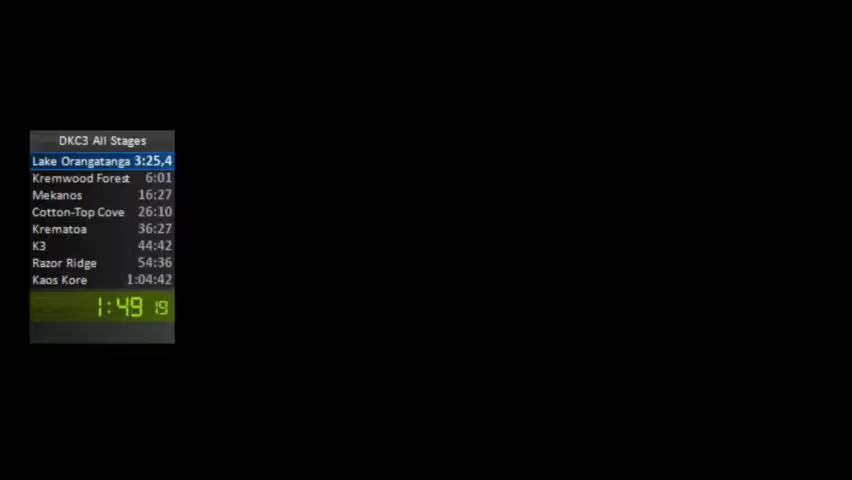 DKC3 All Stages
Lake Orangatanga 3:25,4
Kremwood Forest 6:01
Mekanos 16:27
Cotton-Top Cove 26:10
Krematoa 36:27
K3 44:42
Razor Ridge 54:36
Kaos Kore 1:04:42
1:49 19